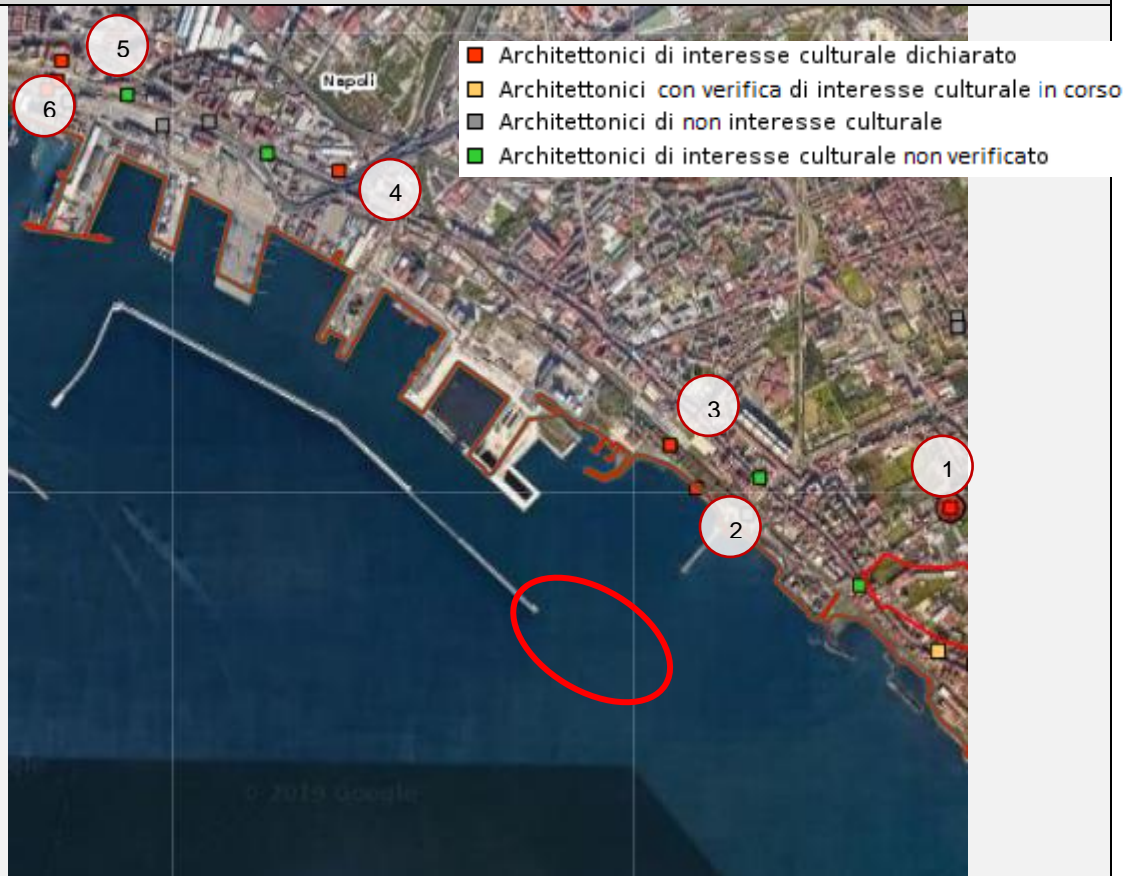 5
Napoli
Architettonici di interesse culturale dichiarato
Architettonici con verifica di interesse culturale in corso
Architettonici di non interesse culturale
Architettonici di interesse culturale non verificato
6
4
3
1
2
© 2019 Google